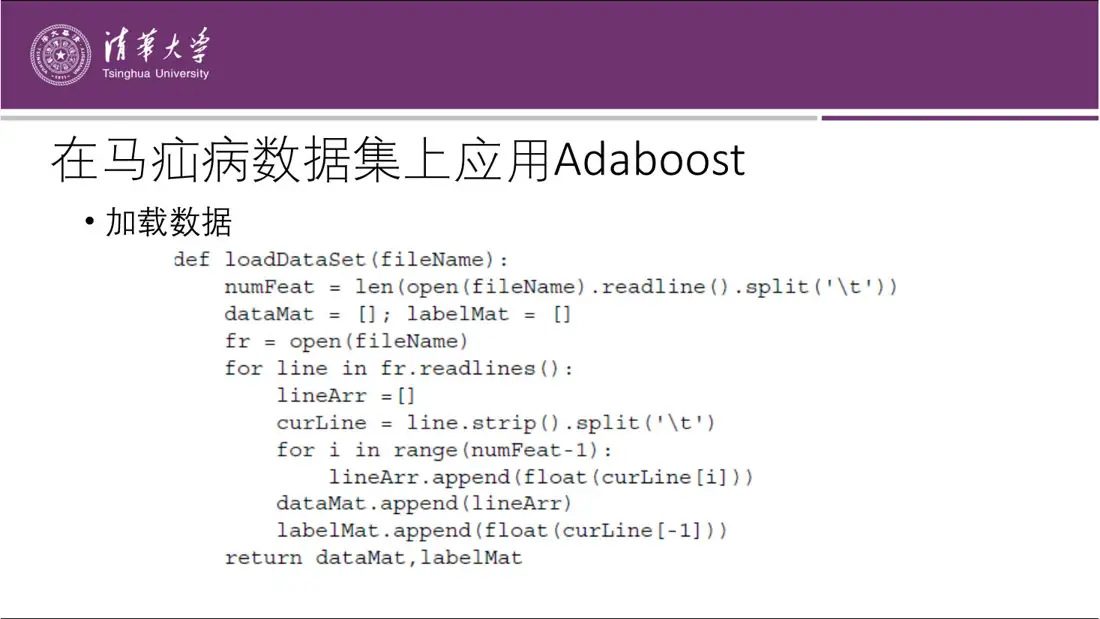 清华大学
Tsinghua University
在马疝病数据集上应用Adaboost
• 加载数据
def loadDataSet(fileName):
    numFeat = len(open(fileName).readline().split('\t'))
    dataMat = []; labelMat = []
    fr = open(fileName)
    for line in fr.readlines():
        lineArr =[]
        curLine = line.strip().split('\t')
        for i in range(numFeat-1):
            lineArr.append(float(curLine[i]))
        dataMat.append(lineArr)
        labelMat.append(float(curLine[-1]))
    return dataMat,labelMat